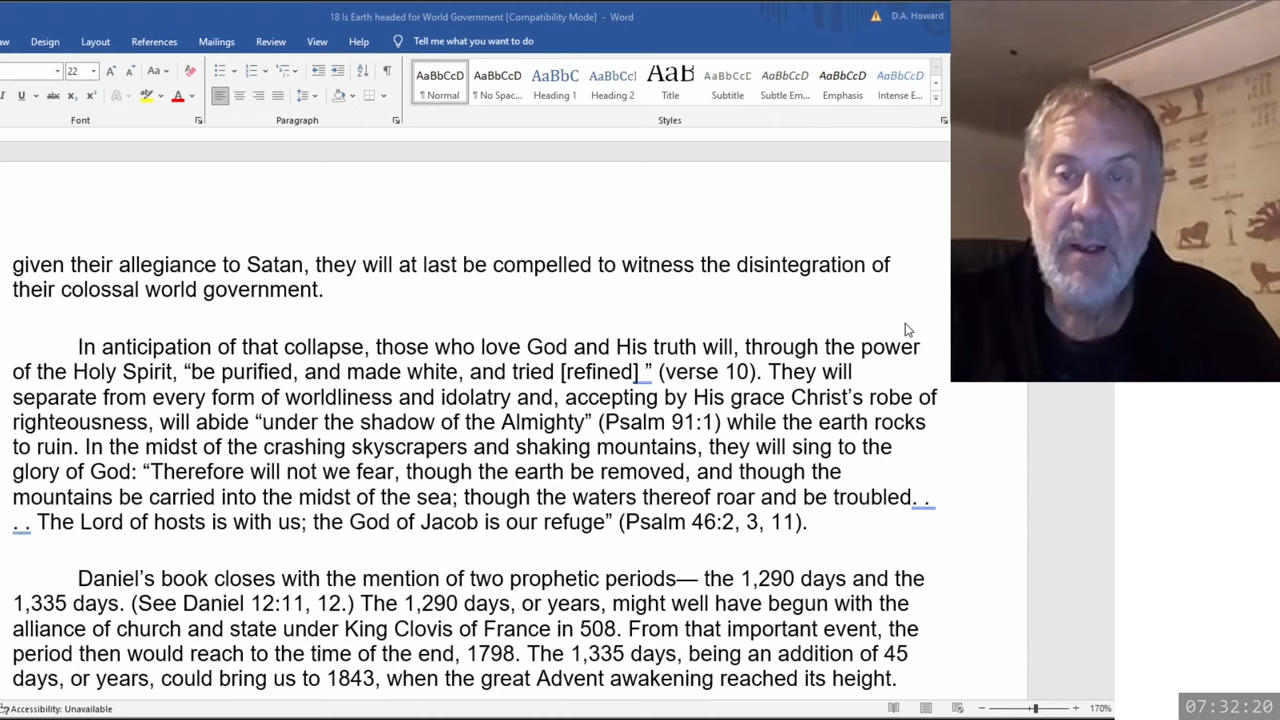 18 Is Earth headed for World Government [Compatibility Mode] - Word
D.A. Howard
aw Design Layout References Mailings Review View Help Tell me what you want to do
22 A A Aa A
I U abc x₂ x² A A
AaBbCcD AaBbCcD AaBbC AaBbCcI AaB AaBbCcD AaBbCcD AaBbCcD AaBbCcD
¶ Normal ¶ No Spac... Heading 1 Heading 2 Title Subtitle Subtle Em... Emphasis Intense E...
Font Paragraph Styles
given their allegiance to Satan, they will at last be compelled to witness the disintegration of
their colossal world government.
In anticipation of that collapse, those who love God and His truth will, through the power
of the Holy Spirit, “be purified, and made white, and tried [refined] ” (verse 10). They will
separate from every form of worldliness and idolatry and, accepting by His grace Christ’s robe of
righteousness, will abide “under the shadow of the Almighty” (Psalm 91:1) while the earth rocks
to ruin. In the midst of the crashing skyscrapers and shaking mountains, they will sing to the
glory of God: “Therefore will not we fear, though the earth be removed, and though the
mountains be carried into the midst of the sea; though the waters thereof roar and be troubled. .
. . The Lord of hosts is with us; the God of Jacob is our refuge” (Psalm 46:2, 3, 11).
Daniel’s book closes with the mention of two prophetic periods— the 1,290 days and the
1,335 days. (See Daniel 12:11, 12.) The 1,290 days, or years, might well have begun with the
alliance of church and state under King Clovis of France in 508. From that important event, the
period then would reach to the time of the end, 1798. The 1,335 days, being an addition of 45
days, or years, could bring us to 1843, when the great Advent awakening reached its height.
Accessibility: Unavailable
170%
07:32:20